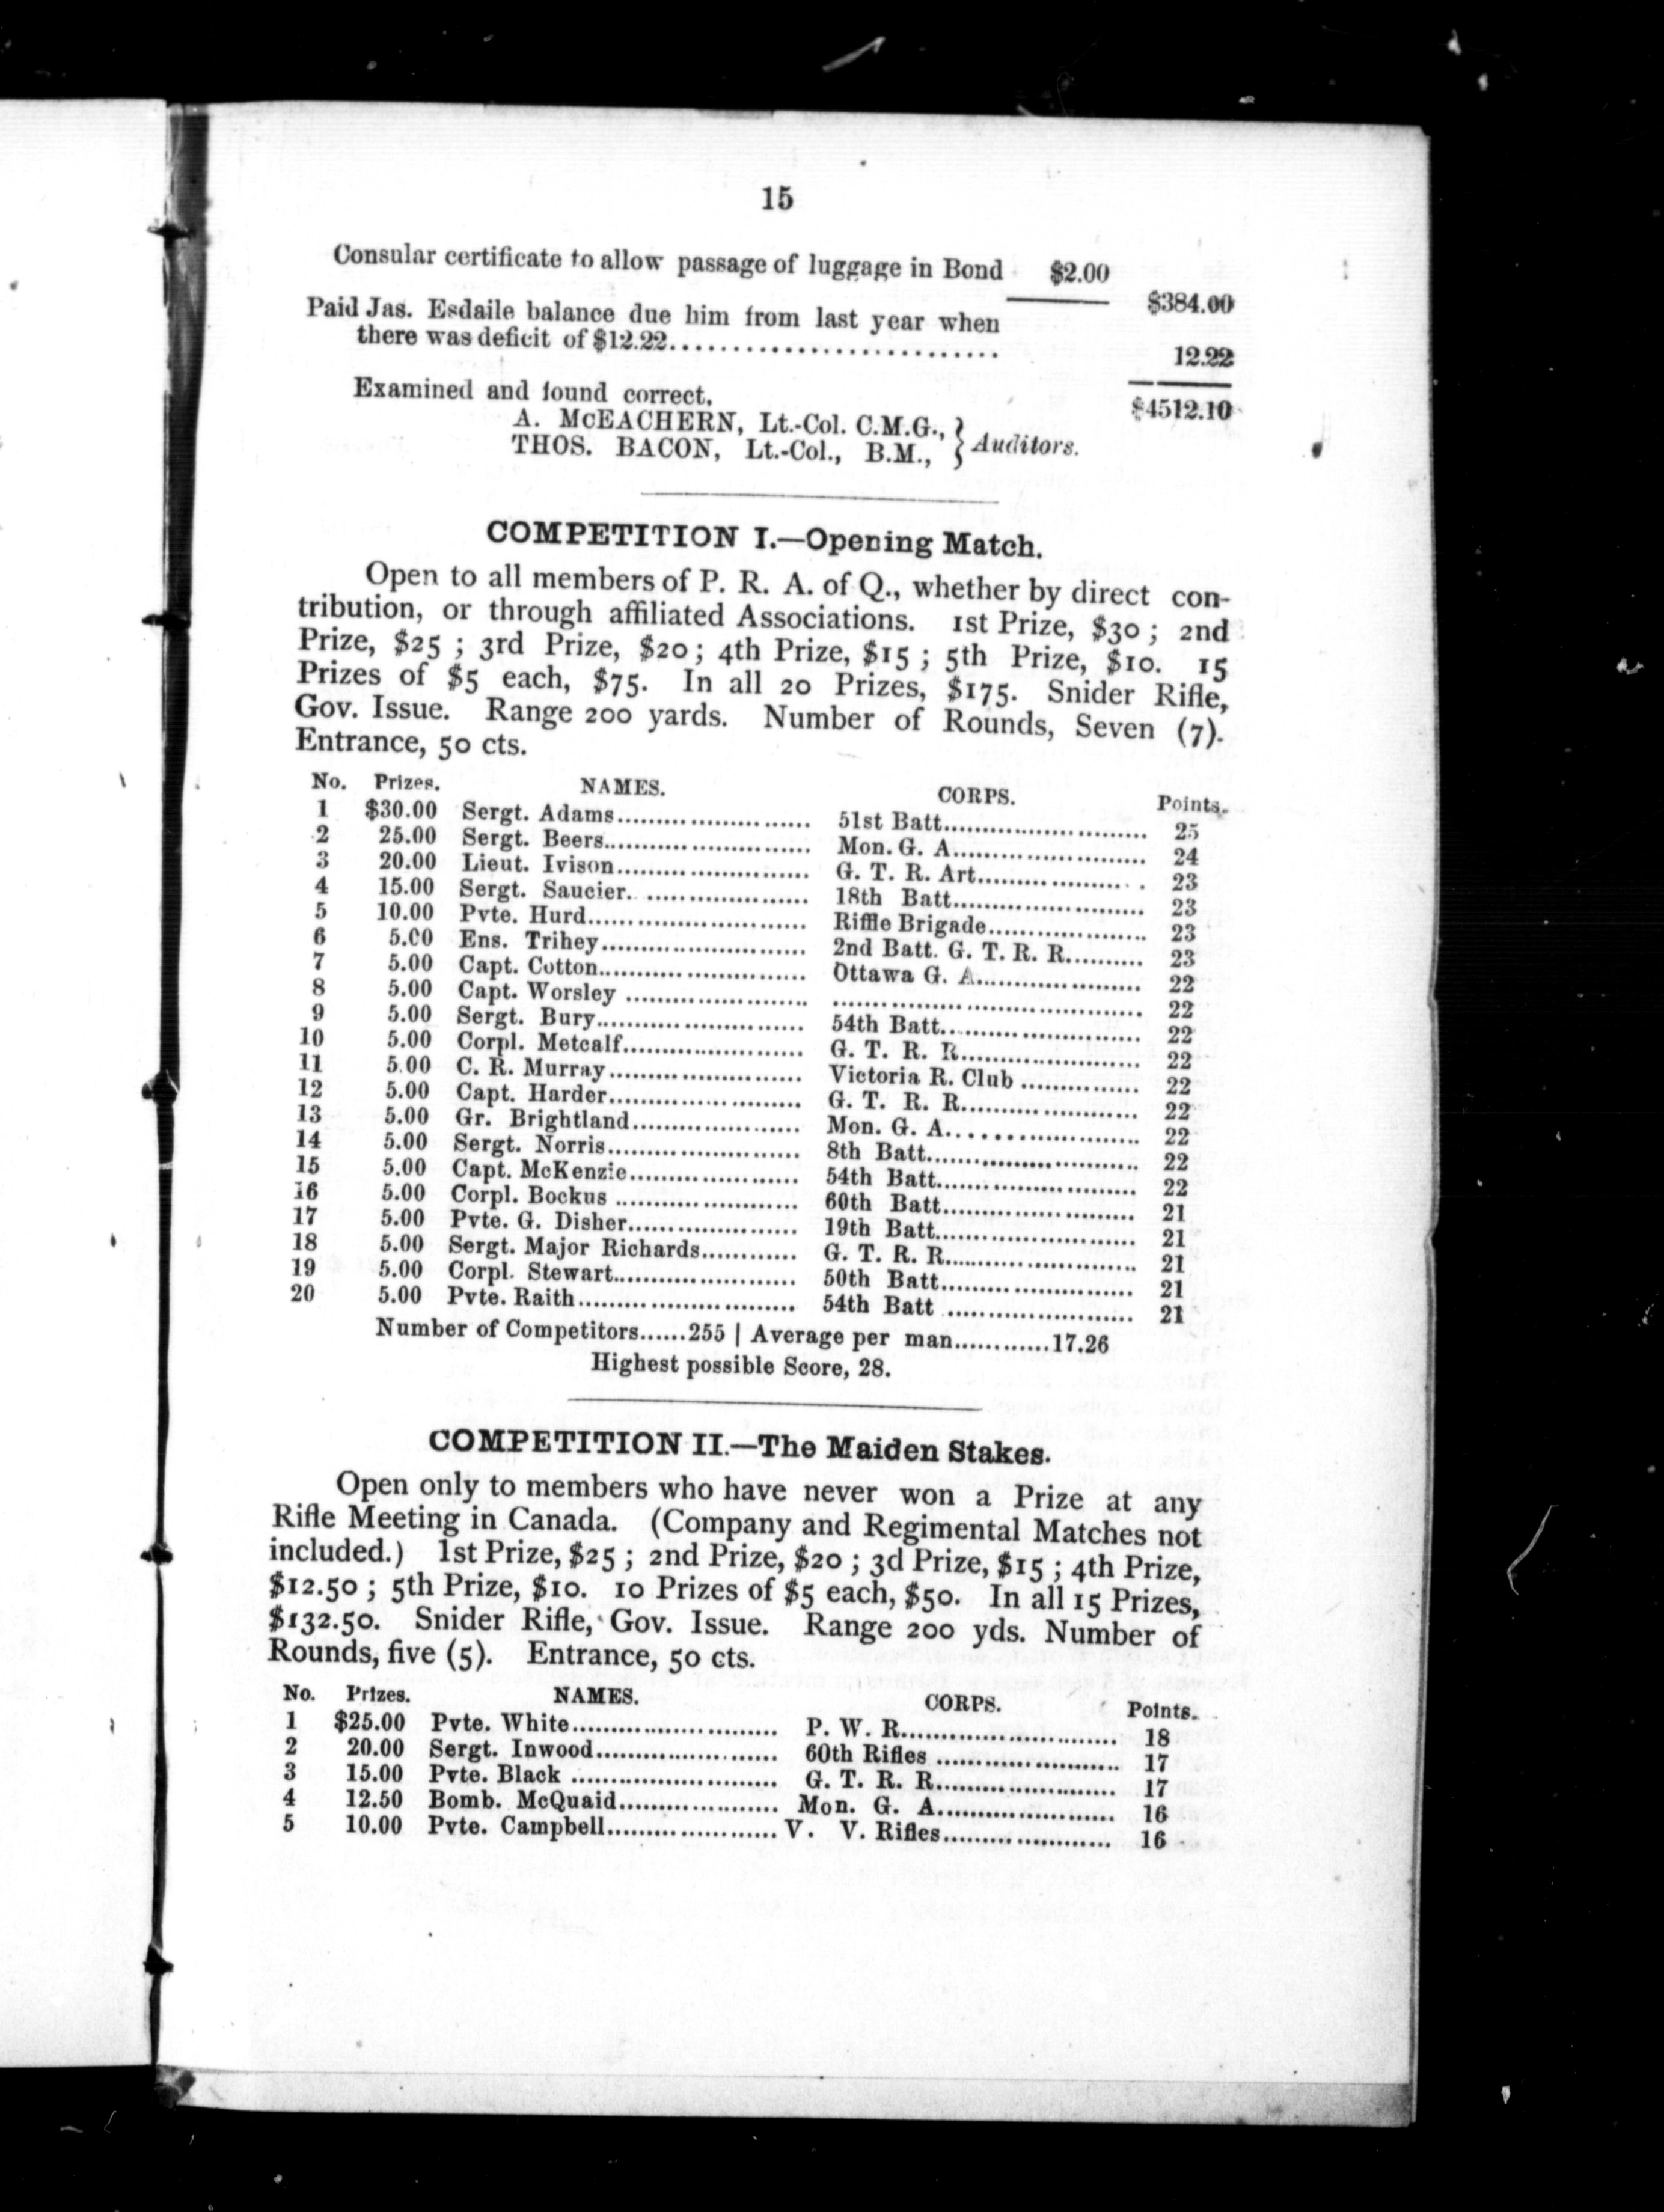 15
Consular certificate to allow passage of luggage in Bond $2.00
$384.00
Paid Jas. Esdaile balance due him from last year when
there was deficit of $12.22........................... 12.22
$4512.10
Examined and found correct,
A. McEACHERN, Lt.-Col. C.M.G., } Auditors.
THOS. BACON, Lt.-Col., B.M., }
COMPETITION I.—Opening Match.
Open to all members of P. R. A. of Q., whether by direct con-
tribution, or through affiliated Associations. 1st Prize, $30 ; 2nd
Prize, $25 ; 3rd Prize, $20 ; 4th Prize, $15 ; 5th Prize, $10. 15
Prizes of $5 each, $75. In all 20 Prizes, $175. Snider Rifle,
Gov. Issue. Range 200 yards. Number of Rounds, Seven (7).
Entrance, 50 cts.
No. Prizes. NAMES. CORPS. Points.
1 $30.00 Sergt. Adams........................ 51st Batt........................ 25
2 25.00 Sergt. Beers........................ Mon. G. A........................ 24
3 20.00 Lieut. Ivison........................ G. T. R. Art..................... 23
4 15.00 Sergt. Saucier....................... 18th Batt........................ 23
5 10.00 Pvte. Hurd........................ Riffle Brigade.................... 23
6 5.00 Ens. Trihey........................ 2nd Batt. G. T. R. R.......... 23
7 5.00 Capt. Cotton........................ Ottawa G. A..................... 22
8 5.00 Capt. Worsley ........................ ........................................ 22
9 5.00 Sergt. Bury........................ 54th Batt........................ 22
10 5.00 Corpl. Metcalf........................ G. T. R. R........................ 22
11 5.00 C. R. Murray........................ Victoria R. Club ............... 22
12 5.00 Capt. Harder........................ G. T. R. R........................ 22
13 5.00 Gr. Brightland...................... Mon. G. A........................ 22
14 5.00 Sergt. Norris........................ 8th Batt........................ 22
15 5.00 Capt. McKenzie...................... 54th Batt........................ 22
16 5.00 Corpl. Bockus ........................ 60th Batt........................ 21
17 5.00 Pvte. G. Disher...................... 19th Batt........................ 21
18 5.00 Sergt. Major Richards............ G. T. R. R........................ 21
19 5.00 Corpl. Stewart........................ 50th Batt........................ 21
20 5.00 Pvte. Raith........................ 54th Batt ........................ 21
Number of Competitors......255 | Average per man............17.26
Highest possible Score, 28.
COMPETITION II.—The Maiden Stakes.
Open only to members who have never won a Prize at any
Rifle Meeting in Canada. (Company and Regimental Matches not
included.) 1st Prize, $25 ; 2nd Prize, $20 ; 3d Prize, $15 ; 4th Prize,
$12.50 ; 5th Prize, $10. 10 Prizes of $5 each, $50. In all 15 Prizes,
$132.50. Snider Rifle, Gov. Issue. Range 200 yds. Number of
Rounds, five (5). Entrance, 50 cts.
No. Prizes. NAMES. CORPS. Points.
1 $25.00 Pvte. White........................ P. W. R........................ 18
2 20.00 Sergt. Inwood........................ 60th Rifles ........................ 17
3 15.00 Pvte. Black ........................ G. T. R. R........................ 17
4 12.50 Bomb. McQuaid.................... Mon. G. A....................... 16
5 10.00 Pvte. Campbell...................... V. V. Rifles..................... 16